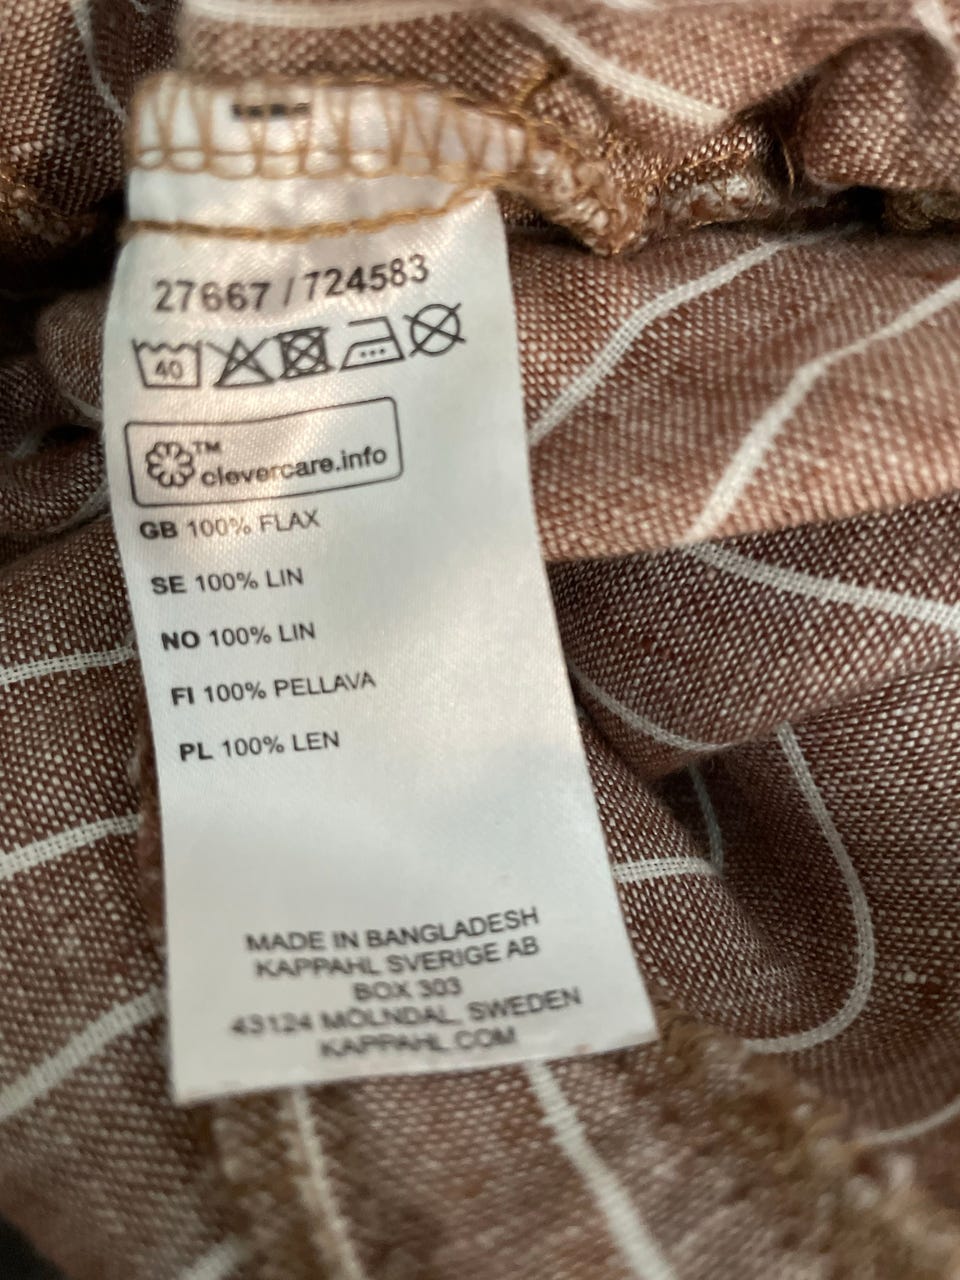 27667 / 724583
40
™
clevercare.info
GB 100% FLAX
SE 100% LIN
NO 100% LIN
FI 100% PELLAVA
PL 100% LEN
MADE IN BANGLADESH
KAPPAHL SVERIGE AB
BOX 303
43124 MÖLNDAL, SWEDEN
KAPPAHL.COM